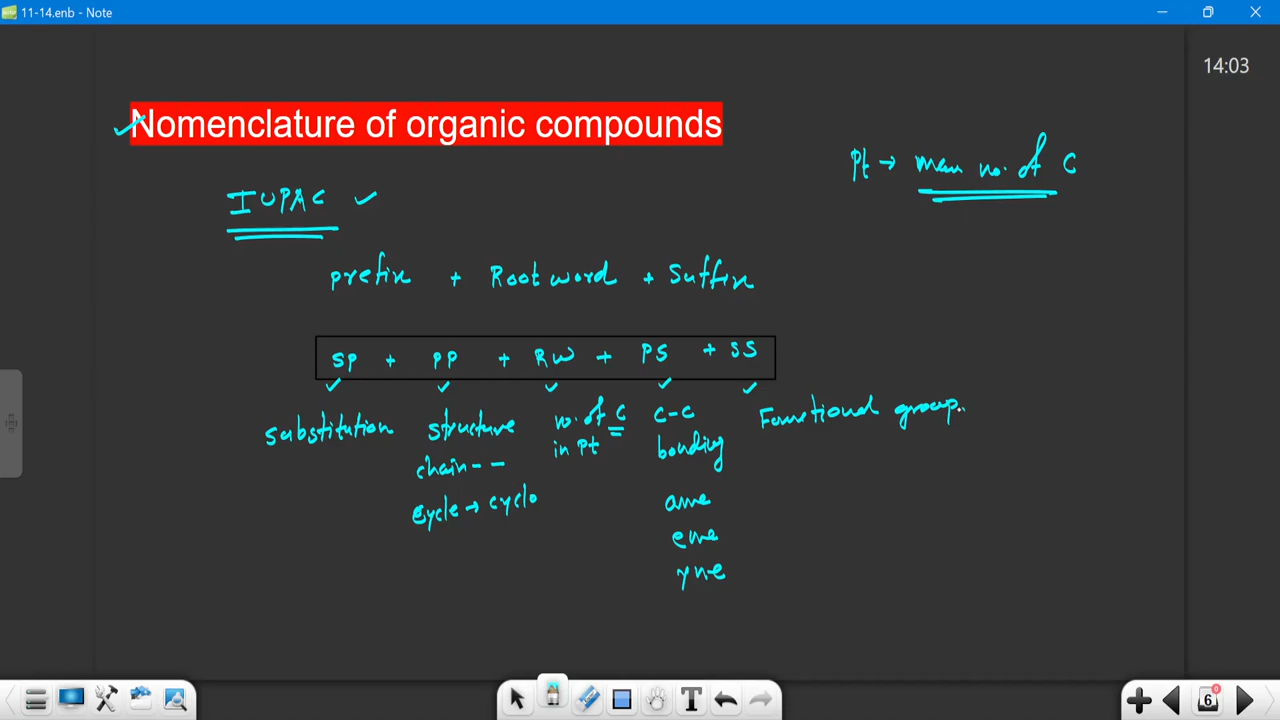 11-14.enb - Note
14:03
Nomenclature of organic compounds
Pt → max no. of C
IUPAC ✓
prefix + Root word + Suffix
SP + PP + RW + PS + SS
substitution structure no. of C C-C Functional group
in Pt bonding
chain--
cycle → cyclo
ane
ene
yne
6